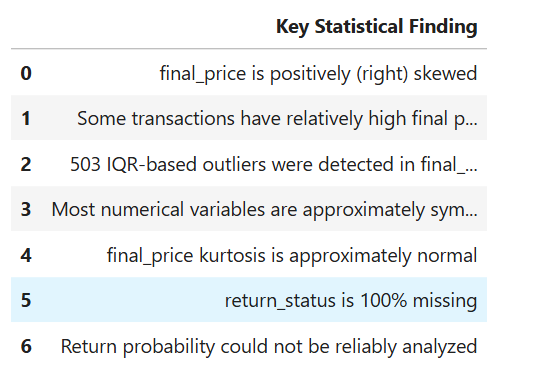 Key Statistical Finding
0 final_price is positively (right) skewed
1 Some transactions have relatively high final p...
2 503 IQR-based outliers were detected in final_...
3 Most numerical variables are approximately sym...
4 final_price kurtosis is approximately normal
5 return_status is 100% missing
6 Return probability could not be reliably analyzed